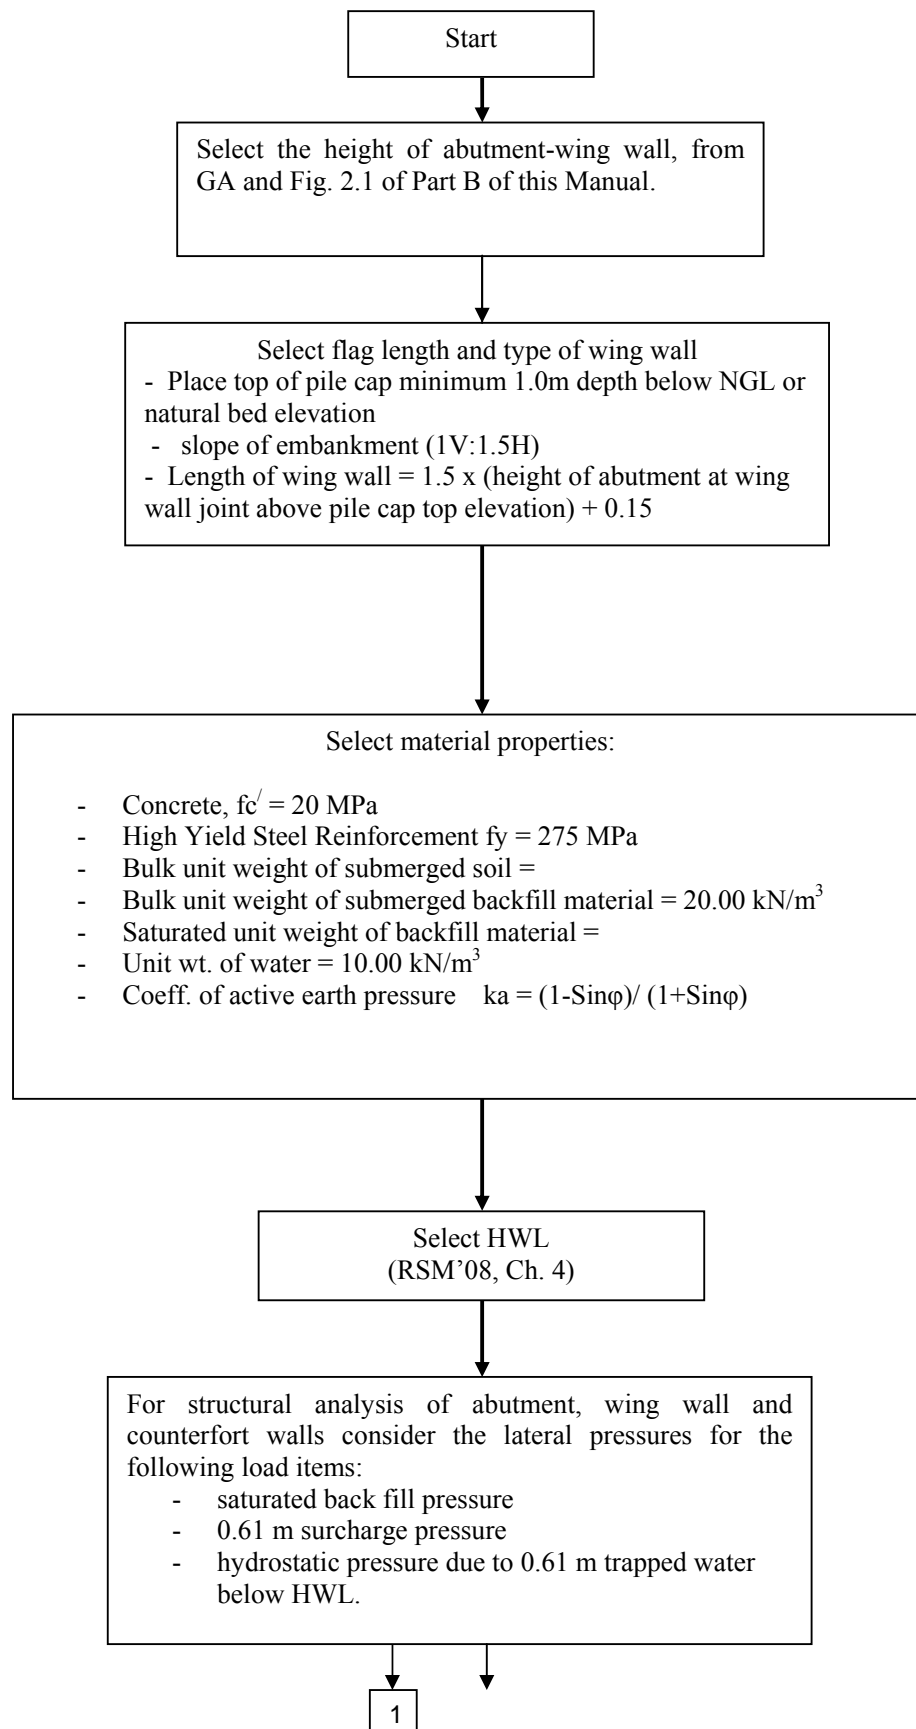 Start
Select the height of abutment-wing wall, from
GA and Fig. 2.1 of Part B of this Manual.
Select flag length and type of wing wall
- Place top of pile cap minimum 1.0m depth below NGL or
natural bed elevation
- slope of embankment (1V:1.5H)
- Length of wing wall = 1.5 x (height of abutment at wing
wall joint above pile cap top elevation) + 0.15
Select material properties:
- Concrete, fc/ = 20 MPa
- High Yield Steel Reinforcement fy = 275 MPa
- Bulk unit weight of submerged soil =
- Bulk unit weight of submerged backfill material = 20.00 kN/m³
- Saturated unit weight of backfill material =
- Unit wt. of water = 10.00 kN/m³
- Coeff. of active earth pressure ka = (1-Sinφ)/ (1+Sinφ)
Select HWL
(RSM’08, Ch. 4)
For structural analysis of abutment, wing wall and
counterfort walls consider the lateral pressures for the
following load items:
- saturated back fill pressure
- 0.61 m surcharge pressure
- hydrostatic pressure due to 0.61 m trapped water
below HWL.
1